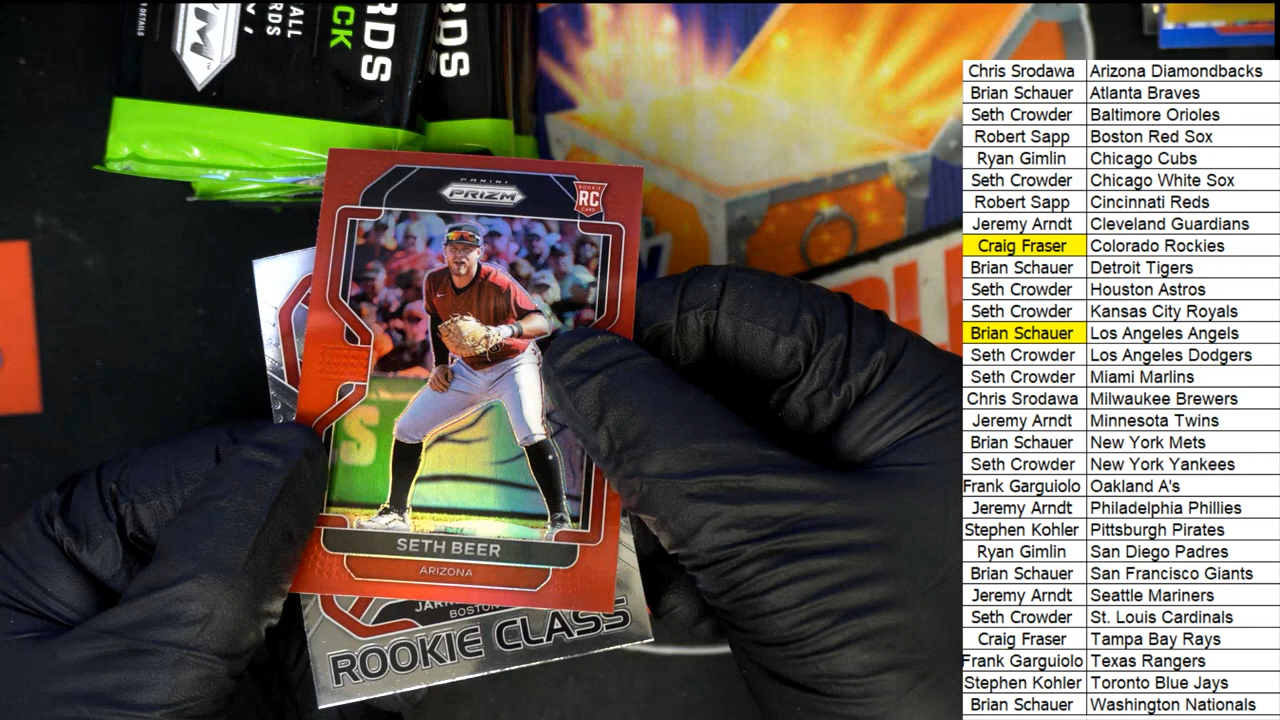 CK
RDS
ALL
RDS
RDS
PANINI
PRIZM
ROOKIE
RC
CARD
SETH BEER
ARIZONA
BOSTON
ROOKIE CLASS
Chris Srodawa Arizona Diamondbacks
Brian Schauer Atlanta Braves
Seth Crowder Baltimore Orioles
Robert Sapp Boston Red Sox
Ryan Gimlin Chicago Cubs
Seth Crowder Chicago White Sox
Robert Sapp Cincinnati Reds
Jeremy Arndt Cleveland Guardians
Craig Fraser Colorado Rockies
Brian Schauer Detroit Tigers
Seth Crowder Houston Astros
Seth Crowder Kansas City Royals
Brian Schauer Los Angeles Angels
Seth Crowder Los Angeles Dodgers
Seth Crowder Miami Marlins
Chris Srodawa Milwaukee Brewers
Jeremy Arndt Minnesota Twins
Brian Schauer New York Mets
Seth Crowder New York Yankees
Frank Garguiolo Oakland A's
Jeremy Arndt Philadelphia Phillies
Stephen Kohler Pittsburgh Pirates
Ryan Gimlin San Diego Padres
Brian Schauer San Francisco Giants
Jeremy Arndt Seattle Mariners
Seth Crowder St. Louis Cardinals
Craig Fraser Tampa Bay Rays
Frank Garguiolo Texas Rangers
Stephen Kohler Toronto Blue Jays
Brian Schauer Washington Nationals